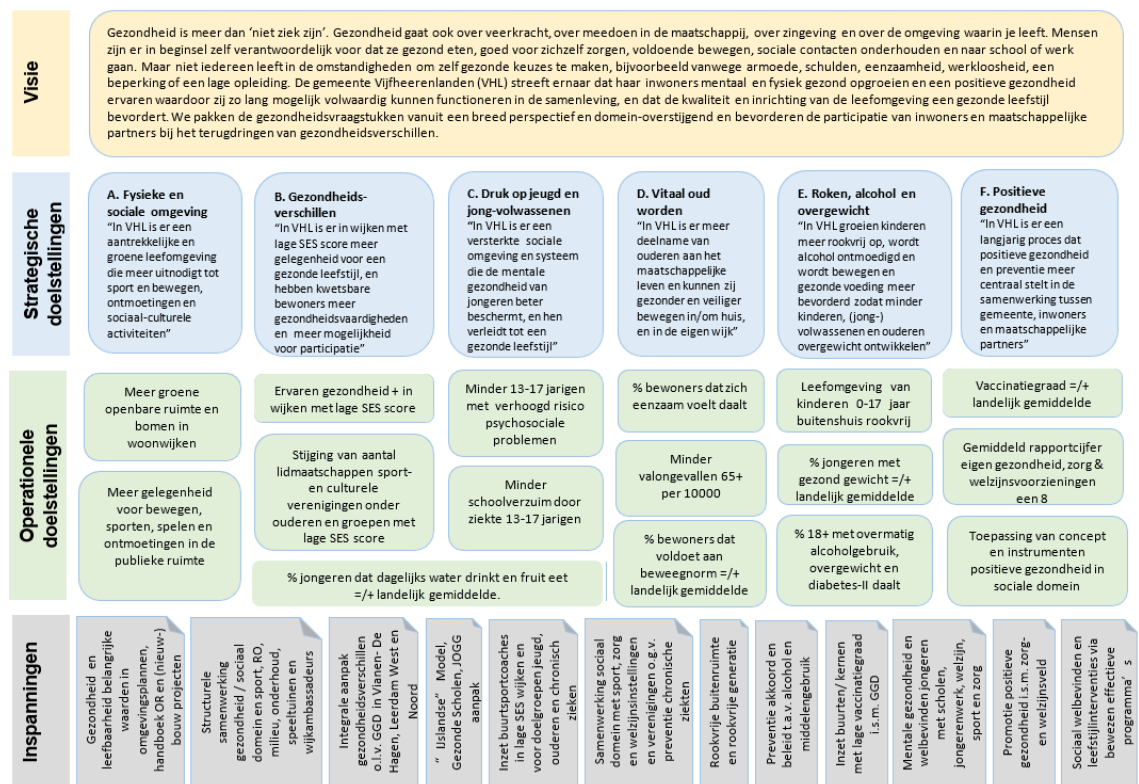 Visie
Gezondheid is meer dan ‘niet ziek zijn’. Gezondheid gaat ook over veerkracht, over meedoen in de maatschappij, over zingeving en over de omgeving waarin je leeft. Mensen
zijn er in beginsel zelf verantwoordelijk voor dat ze gezond eten, goed voor zichzelf zorgen, voldoende bewegen, sociale contacten onderhouden en naar school of werk
gaan. Maar niet iedereen leeft in de omstandigheden om zelf gezonde keuzes te maken, bijvoorbeeld vanwege armoede, schulden, eenzaamheid, werkloosheid, een
beperking of een lage opleiding. De gemeente Vijfheerenlanden (VHL) streeft ernaar dat haar inwoners mentaal en fysiek gezond opgroeien en een positieve gezondheid
ervaren waardoor zij zo lang mogelijk volwaardig kunnen functioneren in de samenleving, en dat de kwaliteit en inrichting van de leefomgeving een gezonde leefstijl
bevordert. We pakken de gezondheidsvraagstukken vanuit een breed perspectief en domein-overstijgend en bevorderen de participatie van inwoners en maatschappelijke
partners bij het terugdringen van gezondheidsverschillen.
Strategische
doelstellingen
A. Fysieke en
sociale omgeving
“In VHL is er een
aantrekkelijke en
groene leefomgeving
die meer uitnodigt tot
sport en bewegen,
ontmoetingen en
sociaal-culturele
activiteiten”
B. Gezondheids-
verschillen
“In VHL is er in wijken met
lage SES score meer
gelegenheid voor een
gezonde leefstijl, en
hebben kwetsbare
bewoners meer
gezondheidsvaardigheden
en meer mogelijkheid
voor participatie”
C. Druk op jeugd en
jong-volwassenen
“In VHL is er een
versterkte sociale
omgeving en systeem
die de mentale
gezondheid van
jongeren beter
beschermt, en hen
verleidt tot een
gezonde leefstijl”
D. Vitaal oud
worden
“In VHL is er meer
deelname van
ouderen aan het
maatschappelijke
leven en kunnen zij
gezonder en veiliger
bewegen in/om huis,
en in de eigen wijk”
E. Roken, alcohol en
overgewicht
“In VHL groeien kinderen
meer rookvrij op, wordt
alcohol ontmoedigd en
wordt bewegen en
gezonde voeding meer
bevorderd zodat minder
kinderen, (jong-)
volwassenen en ouderen
overgewicht ontwikkelen”
F. Positieve
gezondheid
“In VHL is er een
langjarig proces dat
positieve gezondheid
en preventie meer
centraal stelt in de
samenwerking tussen
gemeente, inwoners
en maatschappelijke
partners”
Operationele
doelstellingen
Meer groene
openbare ruimte en
bomen in
woonwijken
Meer gelegenheid
voor bewegen,
sporten, spelen en
ontmoetingen in de
publieke ruimte
Ervaren gezondheid + in
wijken met lage SES score
Stijging van aantal
lidmaatschappen sport-
en culturele
verenigingen onder
ouderen en groepen met
lage SES score
Minder 13-17 jarigen
met verhoogd risico
psychosociale
problemen
Minder
schoolverzuim door
ziekte 13-17 jarigen
% jongeren dat dagelijks water drinkt en fruit eet
=/+ landelijk gemiddelde.
% bewoners dat zich
eenzaam voelt daalt
Minder
valongevallen 65+
per 10000
% bewoners dat
voldoet aan
beweegnorm =/+
landelijk gemiddelde
Leefomgeving van
kinderen 0-17 jaar
buitenshuis rookvrij
% jongeren met
gezond gewicht =/+
landelijk gemiddelde
% 18+ met overmatig
alcoholgebruik,
overgewicht en
diabetes-II daalt
Vaccinatiegraad =/+
landelijk gemiddelde
Gemiddeld rapportcijfer
eigen gezondheid, zorg &
welzijnsvoorzieningen
een 8
Toepassing van concept
en instrumenten
positieve gezondheid in
sociale domein
Inspanningen
Gezondheid en
leefbaarheid belangrijke
waarden in
omgevingsplannen,
handboek OR en (nieuw-)
bouw projecten
Structurele
samenwerking
gezondheid / sociaal
domein en sport, RO,
milieu, onderhoud,
speeltuinen en
wijkambassadeurs
Integrale aanpak
gezondheidsverschillen
o.l.v. GGD in Vianen- De
Hagen, Leerdam West en
Noord
“ IJslandse” Model,
Gezonde Scholen, JOGG
aanpak
Inzet buurtsportcoaches
in lage SES wijken en
voor doelgroepen jeugd,
ouderen en chronisch
zieken
Samenwerking sociaal
domein met sport, zorg
en welzijnsinstellingen
en verenigingen o.g.v.
preventie chronische
ziekten
Rookvrije buitenruimte
en rookvrije generatie
Preventie akkoord en
beleid t.a.v. alcohol en
middelengebruik
Inzet buurten/ kernen
met lage vaccinatiegraad
i.s.m. GGD
Mentale gezondheid en
welbevinden jongeren
met scholen,
jongerenwerk, welzijn,
sport en zorg
Promotie positieve
gezondheid i.s.m. zorg-
en welzijnsveld
Sociaal welbevinden en
leefstijlinterventies via
bewezen effectieve
programma’ s